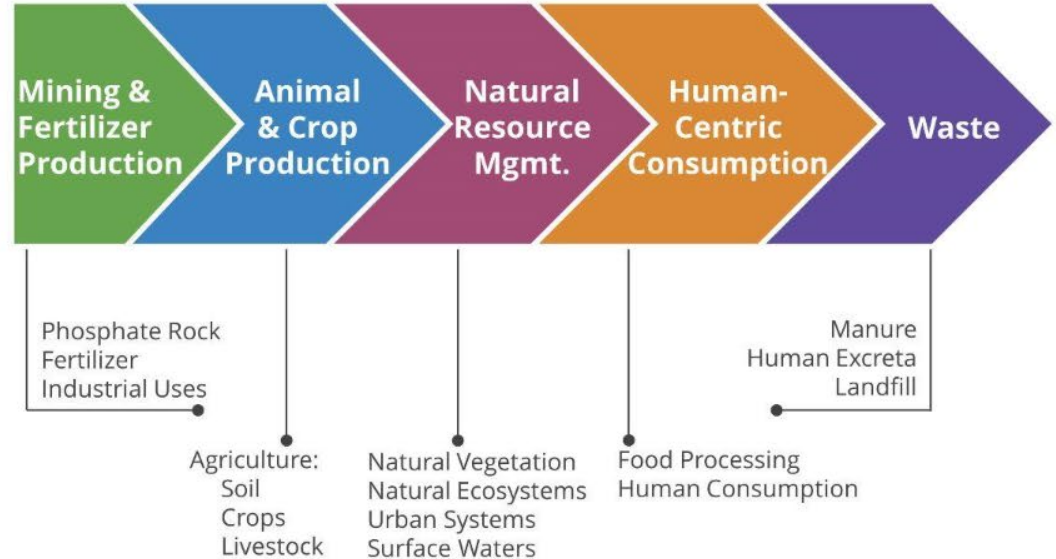 Mining &
Fertilizer
Production
Animal
& Crop
Production
Natural
Resource
Mgmt.
Human-
Centric
Consumption
Waste
Phosphate Rock
Fertilizer
Industrial Uses
Agriculture:
Soil
Crops
Livestock
Natural Vegetation
Natural Ecosystems
Urban Systems
Surface Waters
Food Processing
Human Consumption
Manure
Human Excreta
Landfill